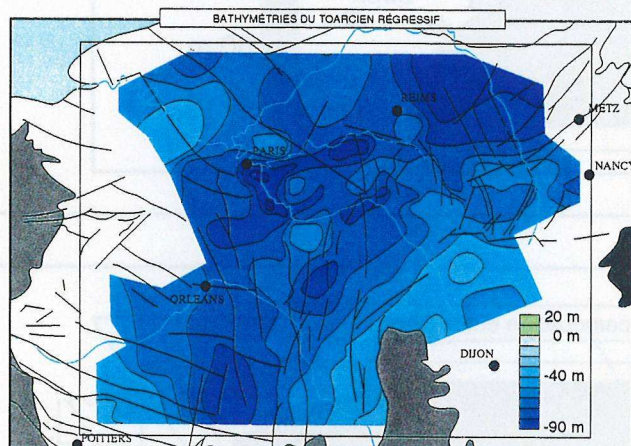 BATHYMÉTRIES DU TOARCIEN RÉGRESSIF
REIMS
METZ
PARIS
NANCY
ORLEANS
20 m
0 m
DIJON
-40 m
-90 m
POITIERS